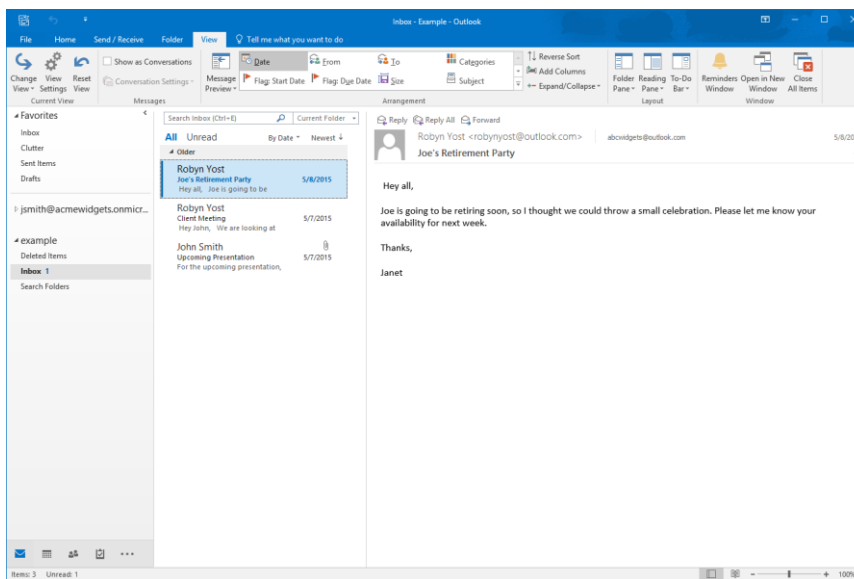 Inbox - Example - Outlook
File Home Send / Receive Folder View Tell me what you want to do
Change View
View Settings
Reset View
Current View
Show as Conversations
Conversation Settings
Messages
Message Preview
Date
From
To
Categories
Flag: Start Date
Flag: Due Date
Size
Subject
Reverse Sort
Add Columns
Expand/Collapse
Arrangement
Folder Pane
Reading Pane
To-Do Bar
Layout
Reminders Window
Open in New Window
Close All Items
Window
Favorites
Inbox
Clutter
Sent Items
Drafts
jsmith@acmewidgets.onmicr...
example
Deleted Items
Inbox 1
Search Folders
Search Inbox (Ctrl+E) Current Folder
All Unread By Date Newest
Older
Robyn Yost
Joe's Retirement Party 5/8/2015
Hey all, Joe is going to be
Robyn Yost
Client Meeting 5/7/2015
Hey John, We are looking at
John Smith
Upcoming Presentation 5/7/2015
For the upcoming presentation,
Reply Reply All Forward
Robyn Yost <robynyost@outlook.com> abcwidgets@outlook.com 5/8/20
Joe's Retirement Party
Hey all,
Joe is going to be retiring soon, so I thought we could throw a small celebration. Please let me know your
availability for next week.
Thanks,
Janet
Items: 3 Unread: 1
100%